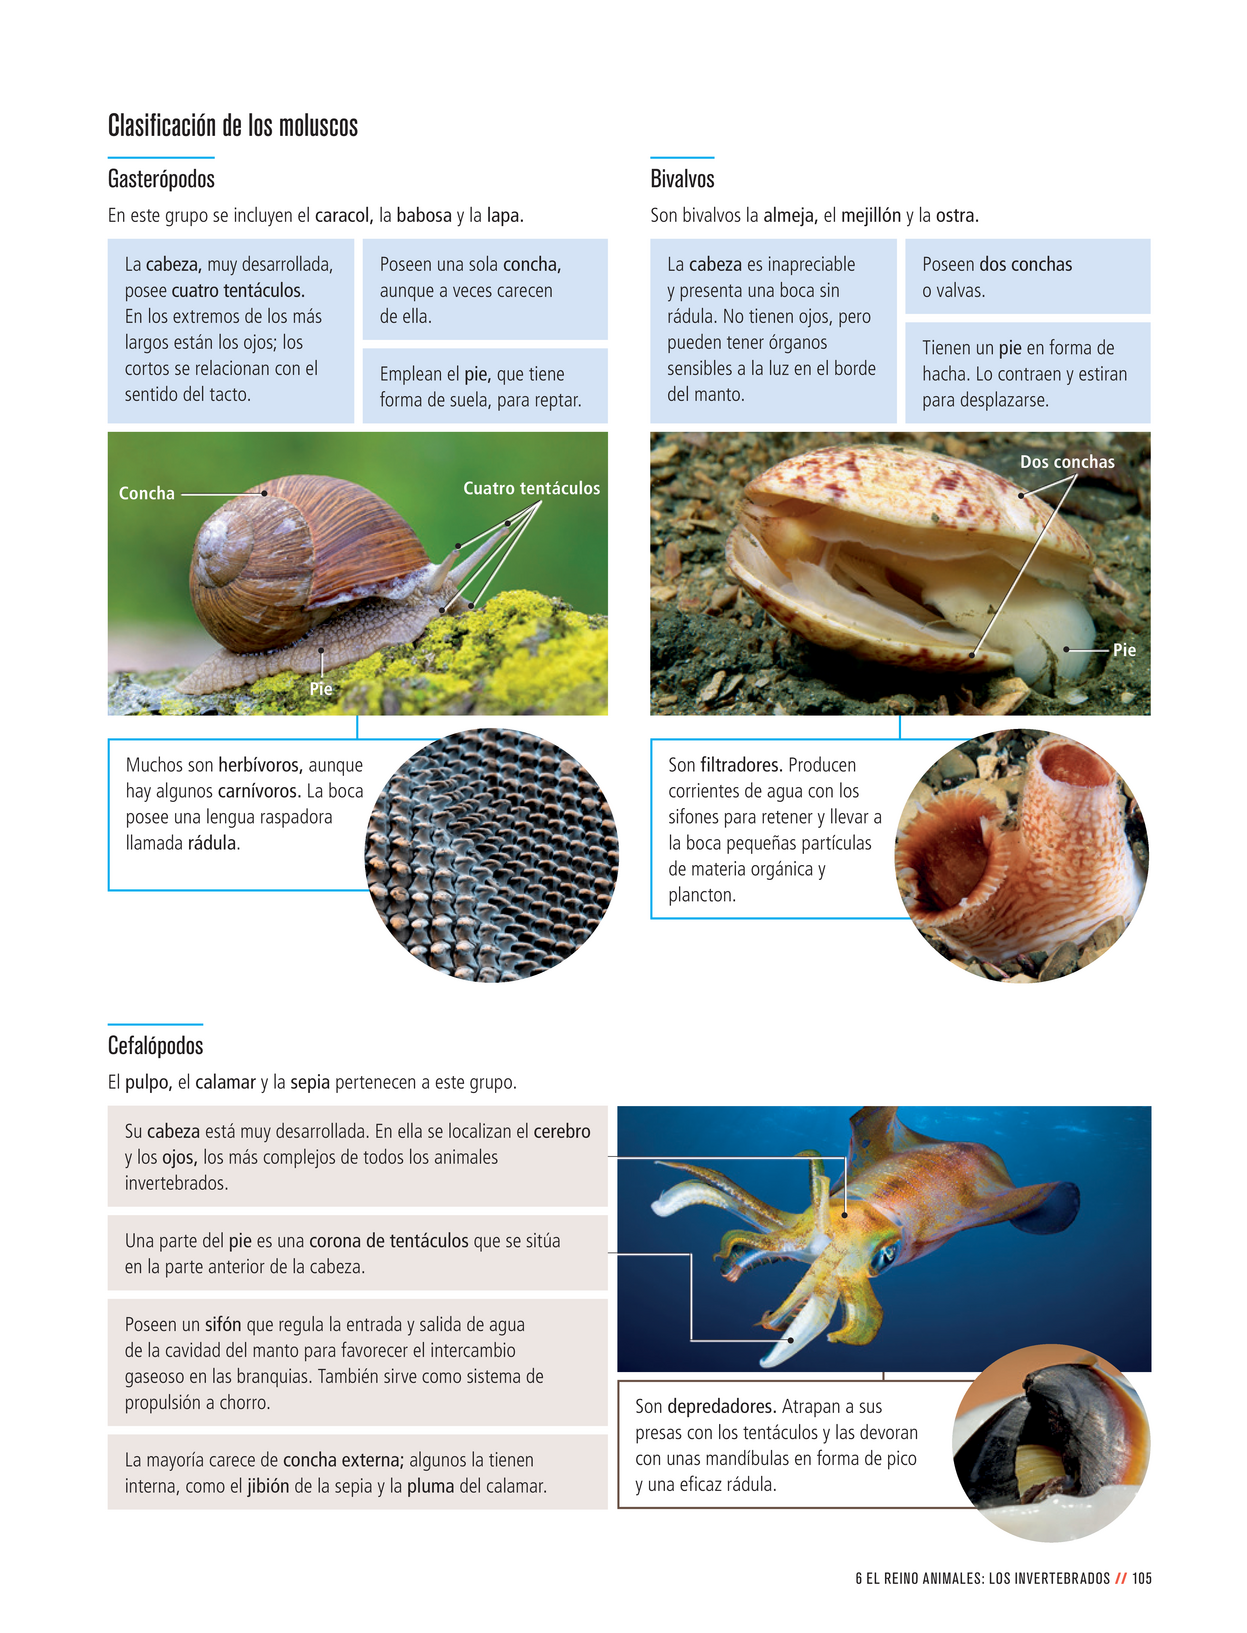 Clasificación de los moluscos
Gasterópodos
En este grupo se incluyen el caracol, la babosa y la lapa.
La cabeza, muy desarrollada,
posee cuatro tentáculos.
En los extremos de los más
largos están los ojos; los
cortos se relacionan con el
sentido del tacto.
Poseen una sola concha,
aunque a veces carecen
de ella.
Emplean el pie, que tiene
forma de suela, para reptar.
Concha
Cuatro tentáculos
Pie
Muchos son herbívoros, aunque
hay algunos carnívoros. La boca
posee una lengua raspadora
llamada rádula.
Bivalvos
Son bivalvos la almeja, el mejillón y la ostra.
La cabeza es inapreciable
y presenta una boca sin
rádula. No tienen ojos, pero
pueden tener órganos
sensibles a la luz en el borde
del manto.
Poseen dos conchas
o valvas.
Tienen un pie en forma de
hacha. Lo contraen y estiran
para desplazarse.
Dos conchas
Pie
Son filtradores. Producen
corrientes de agua con los
sifones para retener y llevar a
la boca pequeñas partículas
de materia orgánica y
plancton.
Cefalópodos
El pulpo, el calamar y la sepia pertenecen a este grupo.
Su cabeza está muy desarrollada. En ella se localizan el cerebro
y los ojos, los más complejos de todos los animales
invertebrados.
Una parte del pie es una corona de tentáculos que se sitúa
en la parte anterior de la cabeza.
Poseen un sifón que regula la entrada y salida de agua
de la cavidad del manto para favorecer el intercambio
gaseoso en las branquias. También sirve como sistema de
propulsión a chorro.
La mayoría carece de concha externa; algunos la tienen
interna, como el jibión de la sepia y la pluma del calamar.
Son depredadores. Atrapan a sus
presas con los tentáculos y las devoran
con unas mandíbulas en forma de pico
y una eficaz rádula.
6 EL REINO ANIMALES: LOS INVERTEBRADOS // 105